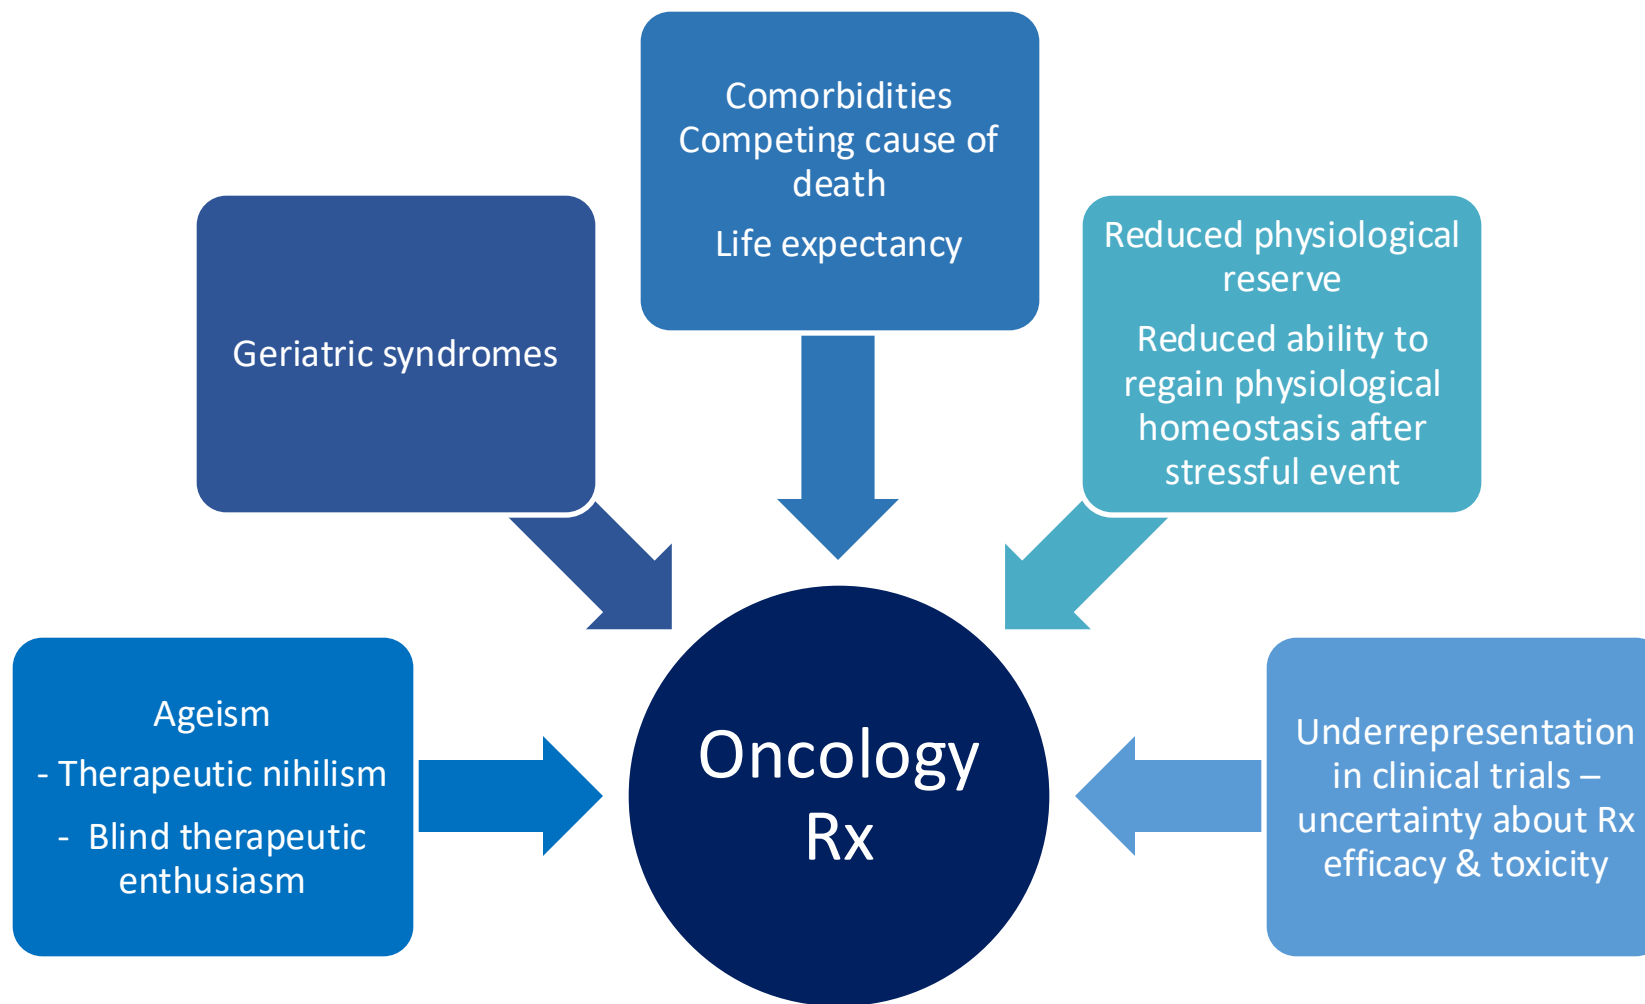 Comorbidities
Competing cause of
death
Life expectancy
Geriatric syndromes
Reduced physiological
reserve
Reduced ability to
regain physiological
homeostasis after
stressful event
Ageism
- Therapeutic nihilism
- Blind therapeutic
enthusiasm
Oncology
Rx
Underrepresentation
in clinical trials –
uncertainty about Rx
efficacy & toxicity